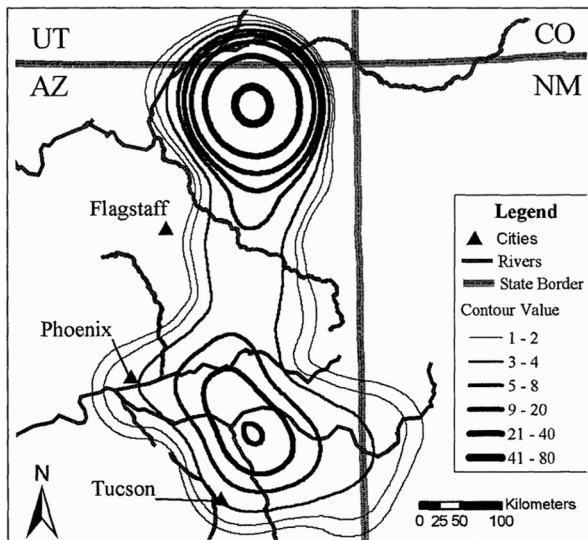 UT
CO
AZ
NM
Flagstaff
Legend
Cities
Rivers
State Border
Contour Value
1 - 2
3 - 4
5 - 8
9 - 20
21 - 40
41 - 80
Phoenix
N
Tucson
Kilometers
0 25 50 100